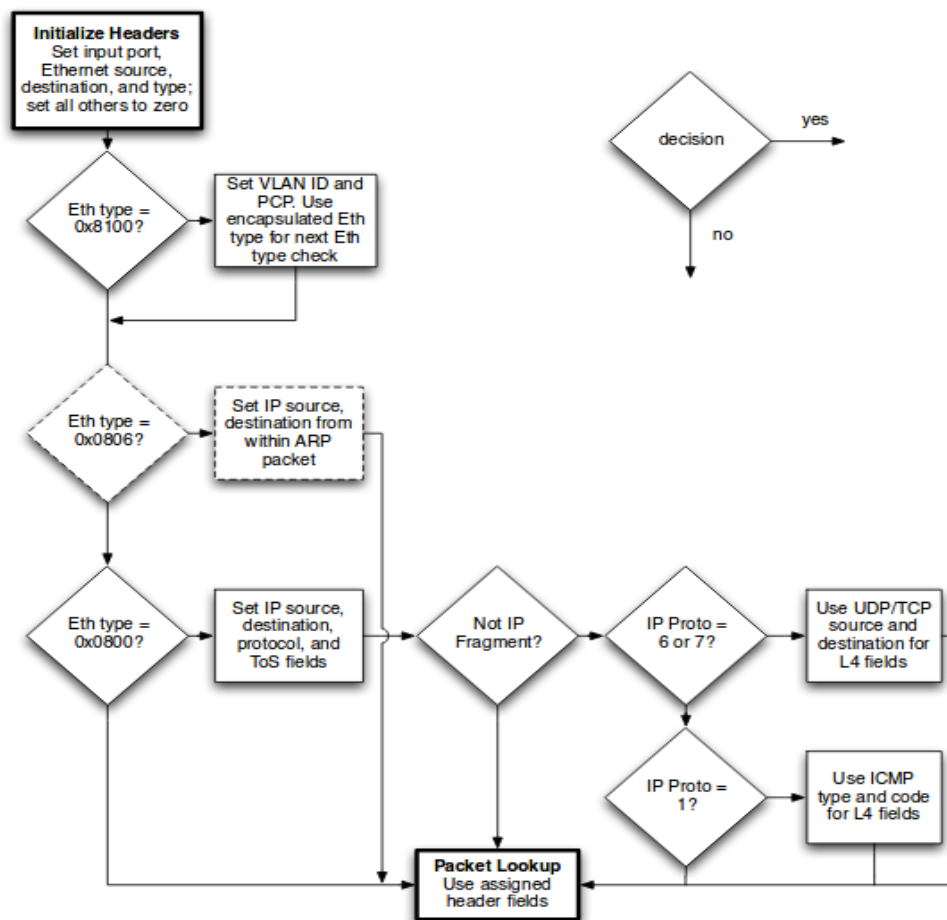 Initialize Headers
Set input port,
Ethernet source,
destination, and type;
set all others to zero
decision
yes
no
Eth type =
0x8100?
Set VLAN ID and
PCP. Use
encapsulated Eth
type for next Eth
type check
Eth type =
0x0806?
Set IP source,
destination from
within ARP
packet
Eth type =
0x0800?
Set IP source,
destination,
protocol, and
ToS fields
Not IP
Fragment?
IP Proto =
6 or 7?
Use UDP/TCP
source and
destination for
L4 fields
IP Proto =
1?
Use ICMP
type and code
for L4 fields
Packet Lookup
Use assigned
header fields